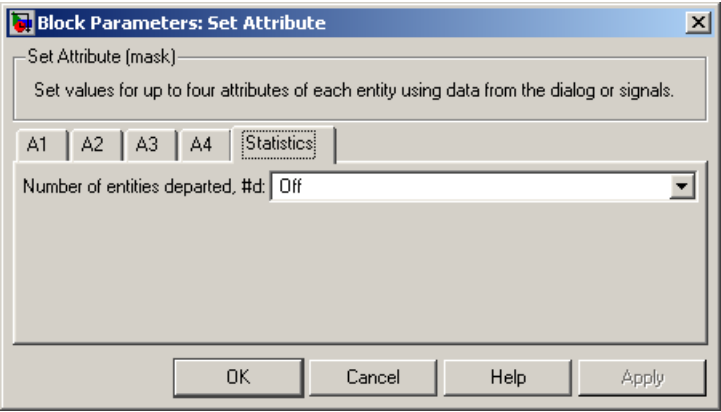 Block Parameters: Set Attribute
Set Attribute (mask)
Set values for up to four attributes of each entity using data from the dialog or signals.
A1 A2 A3 A4 Statistics
Number of entities departed, #d: Off
OK Cancel Help Apply